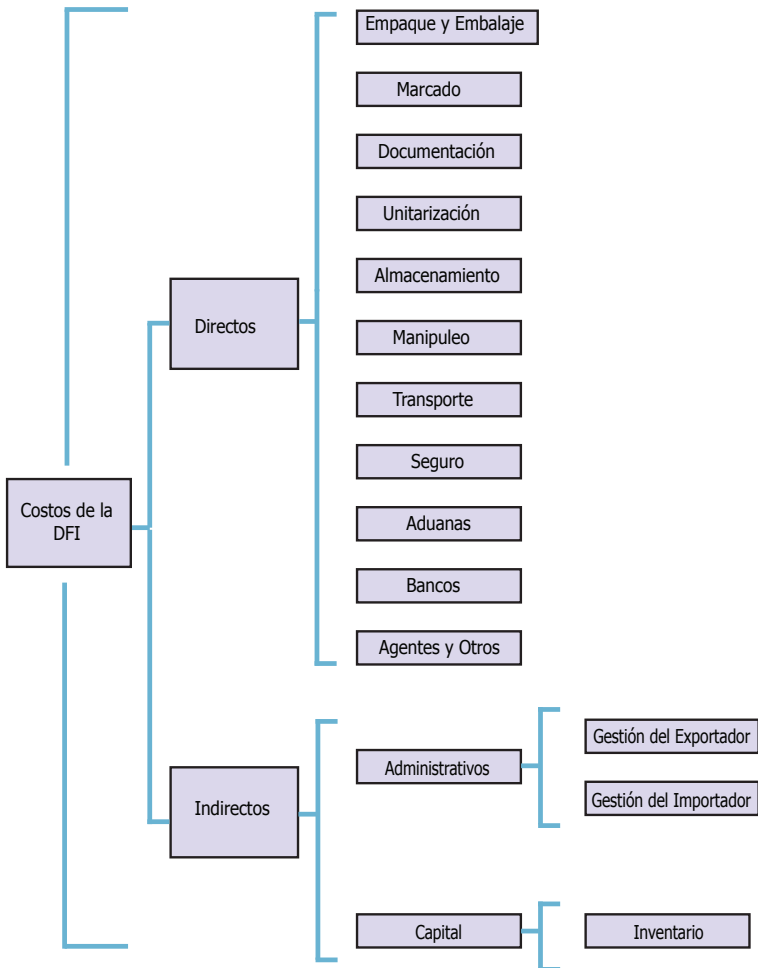 Costos de la
DFI
Directos
Empaque y Embalaje
Marcado
Documentación
Unitarización
Almacenamiento
Manipuleo
Transporte
Seguro
Aduanas
Bancos
Agentes y Otros
Indirectos
Administrativos
Gestión del Exportador
Gestión del Importador
Capital
Inventario